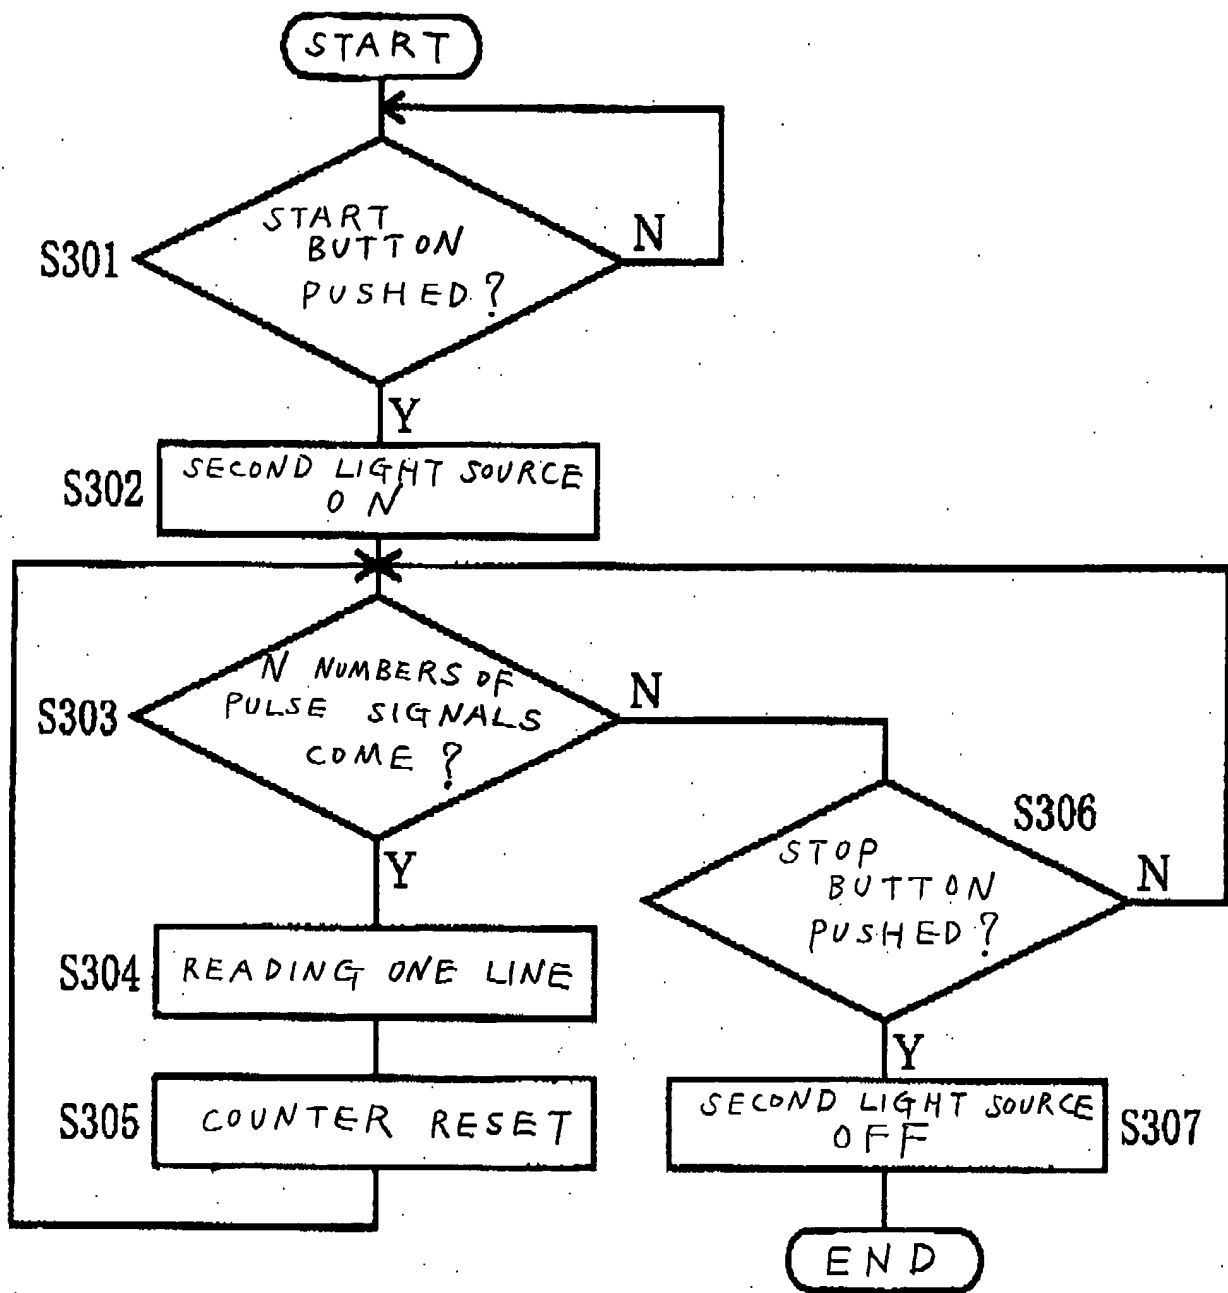 START
S301
START
BUTTON
PUSHED?
N
Y
S302
SECOND LIGHT SOURCE
ON
S303
N NUMBERS OF
PULSE SIGNALS
COME?
N
Y
S304
READING ONE LINE
S305
COUNTER RESET
S306
STOP
BUTTON
PUSHED?
N
Y
SECOND LIGHT SOURCE
OFF
S307
END